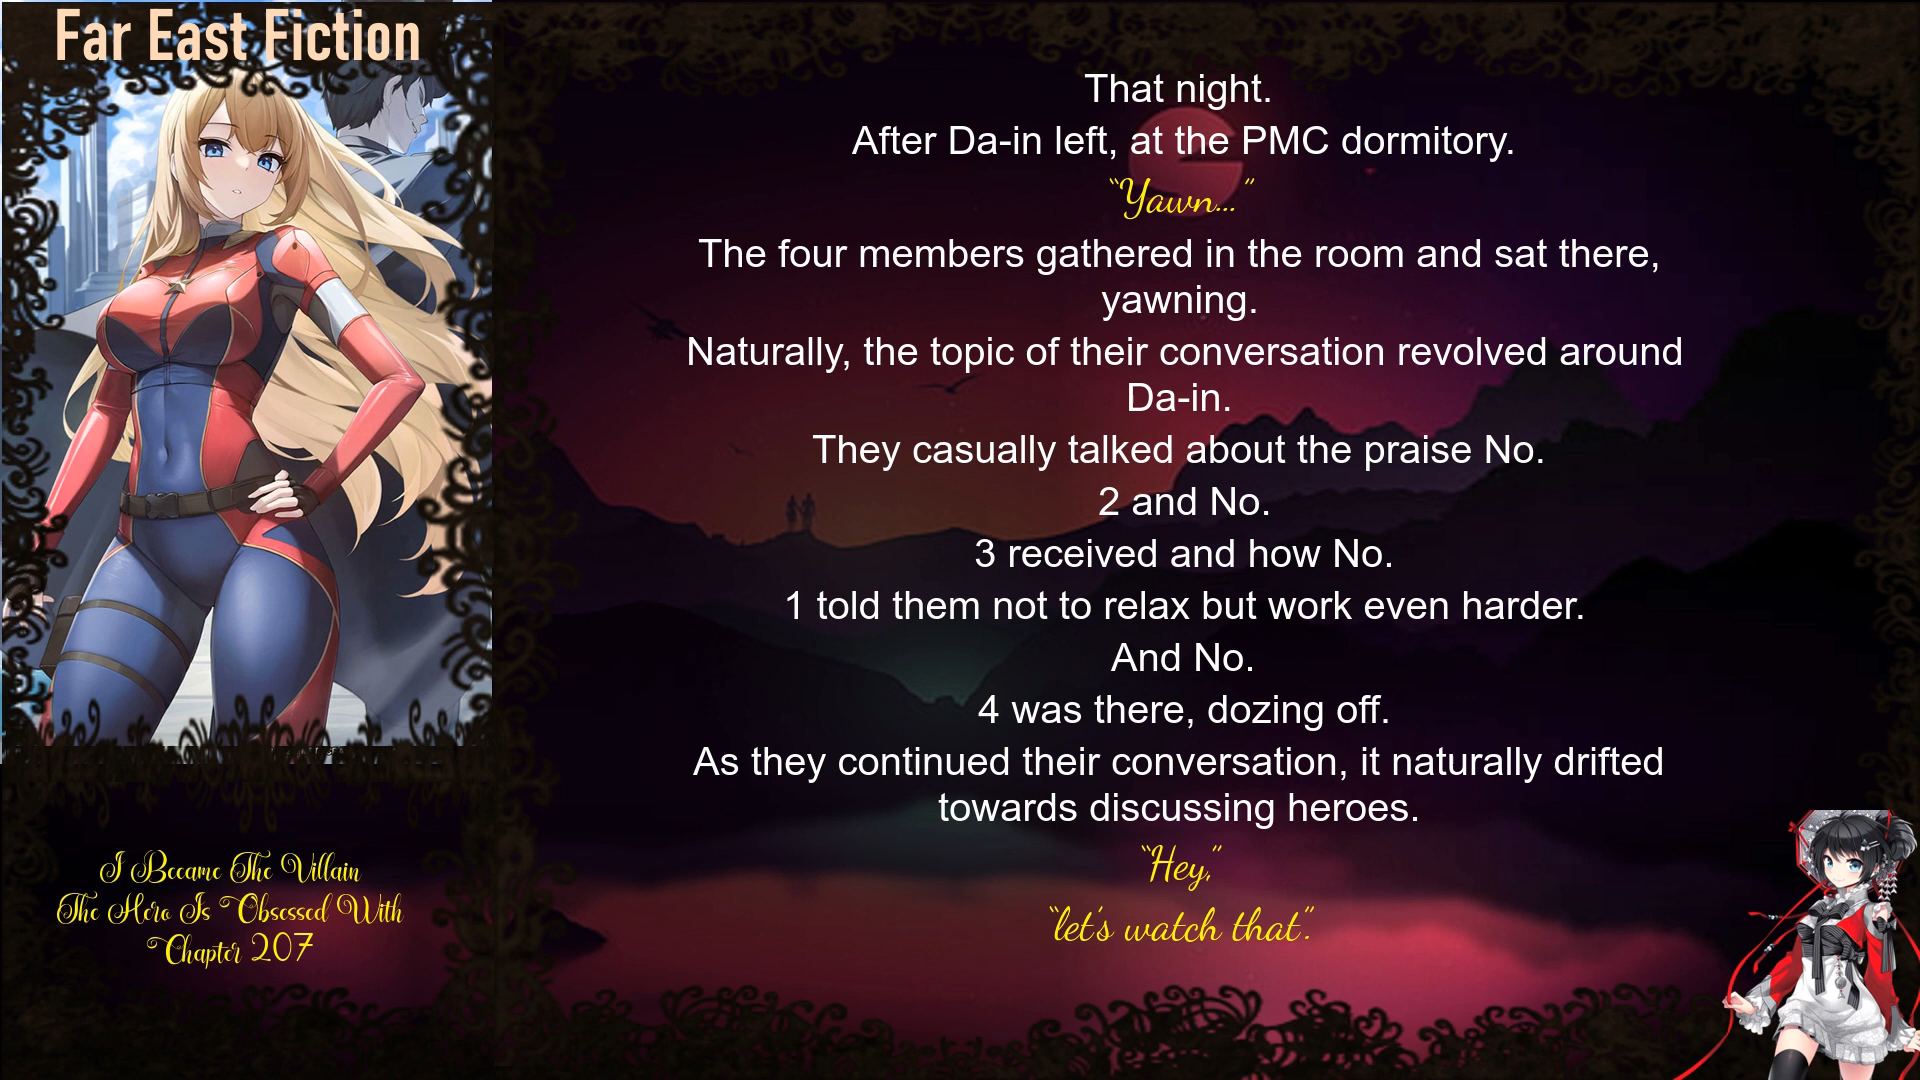 Far East Fiction
That night.
After Da-in left, at the PMC dormitory.
“Yawn...”
The four members gathered in the room and sat there,
yawning.
Naturally, the topic of their conversation revolved around
Da-in.
They casually talked about the praise No.
2 and No.
3 received and how No.
1 told them not to relax but work even harder.
And No.
4 was there, dozing off.
As they continued their conversation, it naturally drifted
towards discussing heroes.
“Hey,”
“let’s watch that”.
I Became The Villain
The Hero Is Obsessed With
Chapter 207